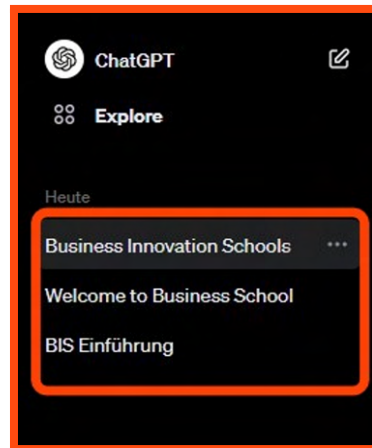 ChatGPT
Explore
Heute
Business Innovation Schools
Welcome to Business School
BIS Einführung